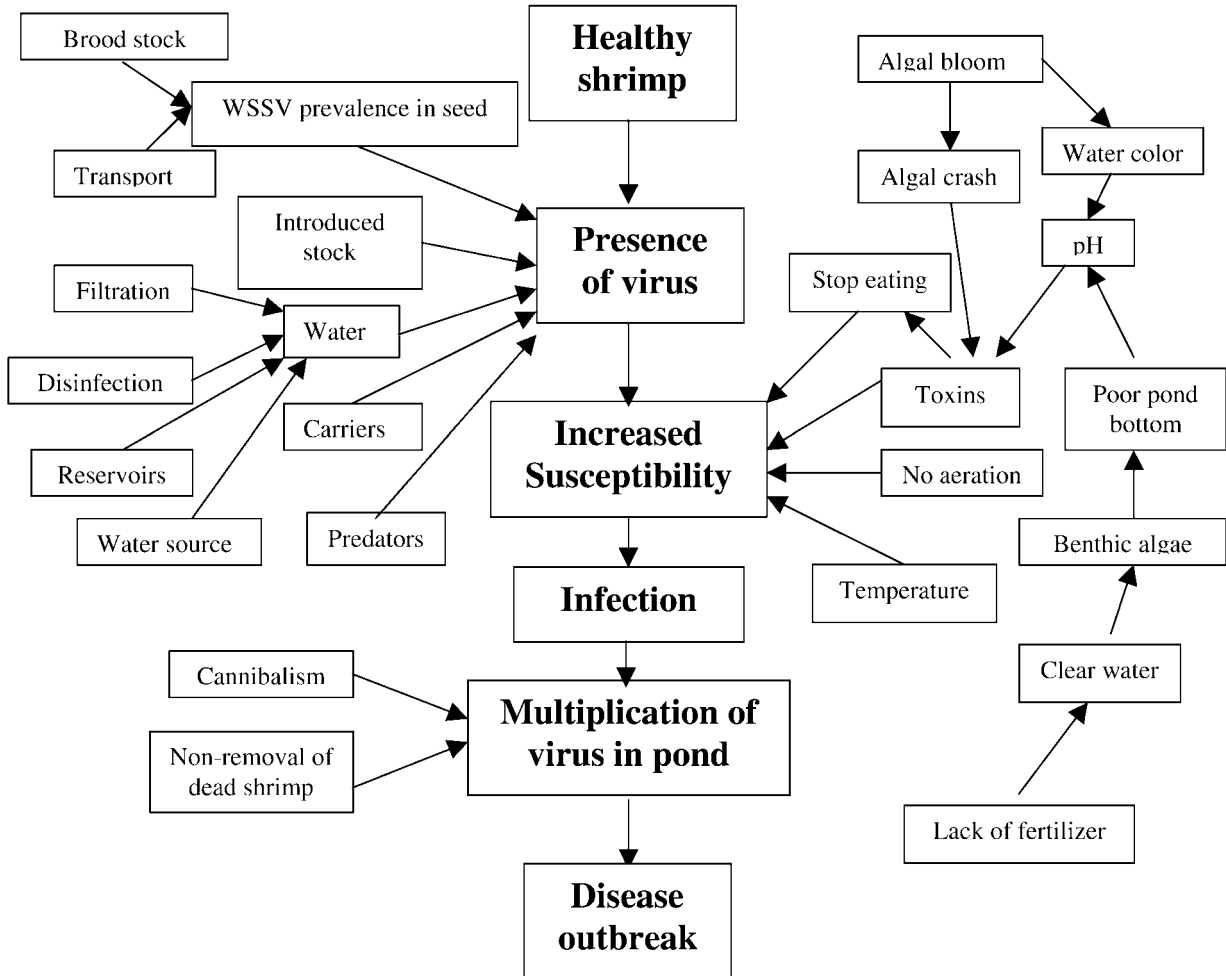 Brood stock
Healthy
shrimp
Algal bloom
WSSV prevalence in seed
Water color
Transport
Algal crash
Introduced
stock
Presence
of virus
pH
Stop eating
Filtration
Water
Disinfection
Toxins
Poor pond
bottom
Carriers
Increased
Susceptibility
Reservoirs
No aeration
Water source
Predators
Benthic algae
Infection
Temperature
Cannibalism
Clear water
Multiplication of
virus in pond
Non-removal of
dead shrimp
Lack of fertilizer
Disease
outbreak